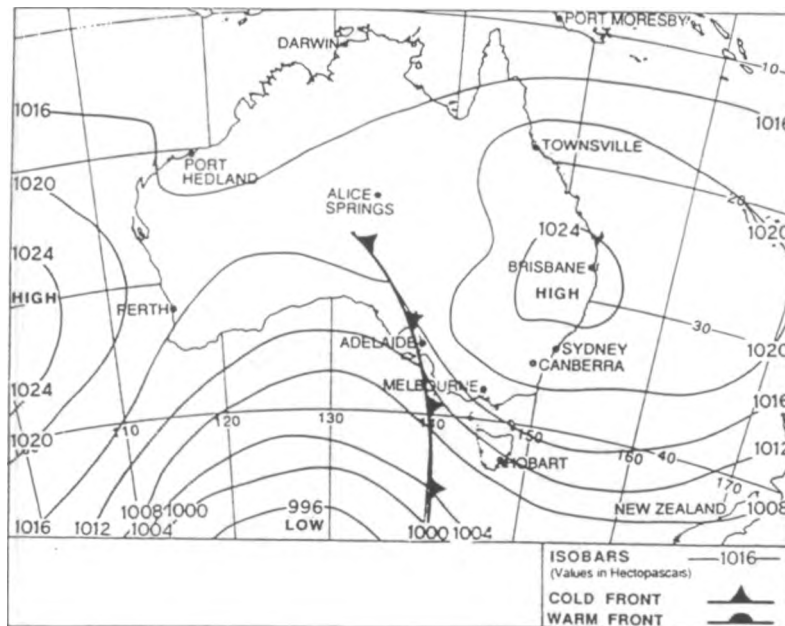 PORT MORESBY
DARWIN
10
1016
1016
TOWNSVILLE
PORT
HEDLAND
1020
ALICE
SPRINGS
20
1024
1020
1024
BRISBANE
HIGH
HIGH
PERTH
30
ADELAIDE
SYDNEY
CANBERRA
1020
1024
MELBOURNE
1016
110
120
130
140
150
1020
160
40
1012
HOBART
170
1008
1000
996
NEW ZEALAND
1008
1016
1012
1004
LOW
1000
1004
ISOBARS
1016
(Values in Hectopascals)
COLD FRONT
WARM FRONT